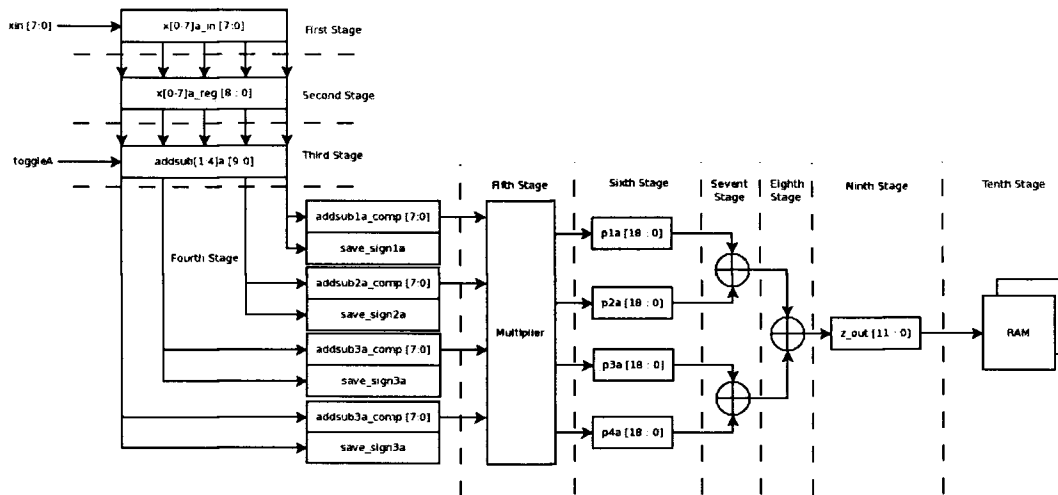 xin [7:0]
x[0-7]a_in [7:0]
First Stage
x[0-7]a_reg [8 : 0]
Second Stage
toggleA
addsub[1-4]a [9:0]
Third Stage
Fourth Stage
addsub1a_comp [7:0]
save_sign1a
addsub2a_comp [7:0]
save_sign2a
addsub3a_comp [7:0]
save_sign3a
addsub3a_comp [7:0]
save_sign3a
Fifth Stage
Multiplier
Sixth Stage
p1a [18 : 0]
p2a [18 : 0]
p3a [18 : 0]
p4a [18 : 0]
Sevent
Stage
Eighth
Stage
Ninth Stage
z_out [11 : 0]
Tenth Stage
RAM